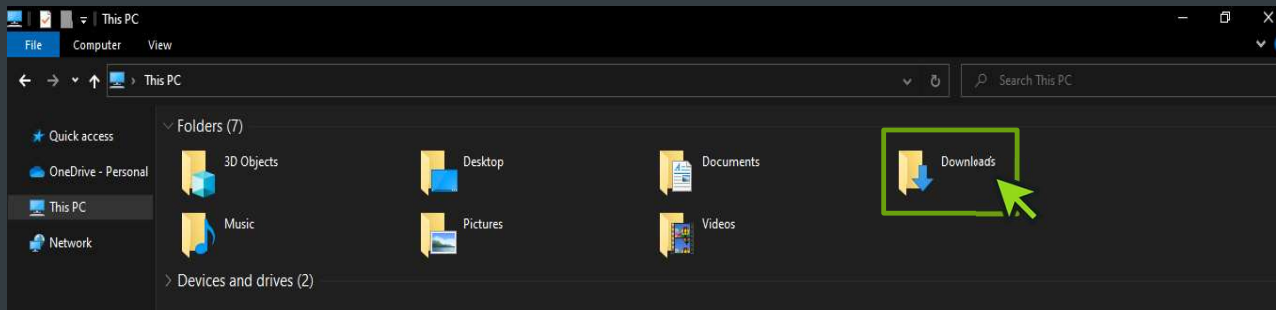 This PC
File Computer View
This PC Search This PC
Quick access
OneDrive - Personal
This PC
Network
Folders (7)
3D Objects Desktop Documents Downloads
Music Pictures Videos
Devices and drives (2)